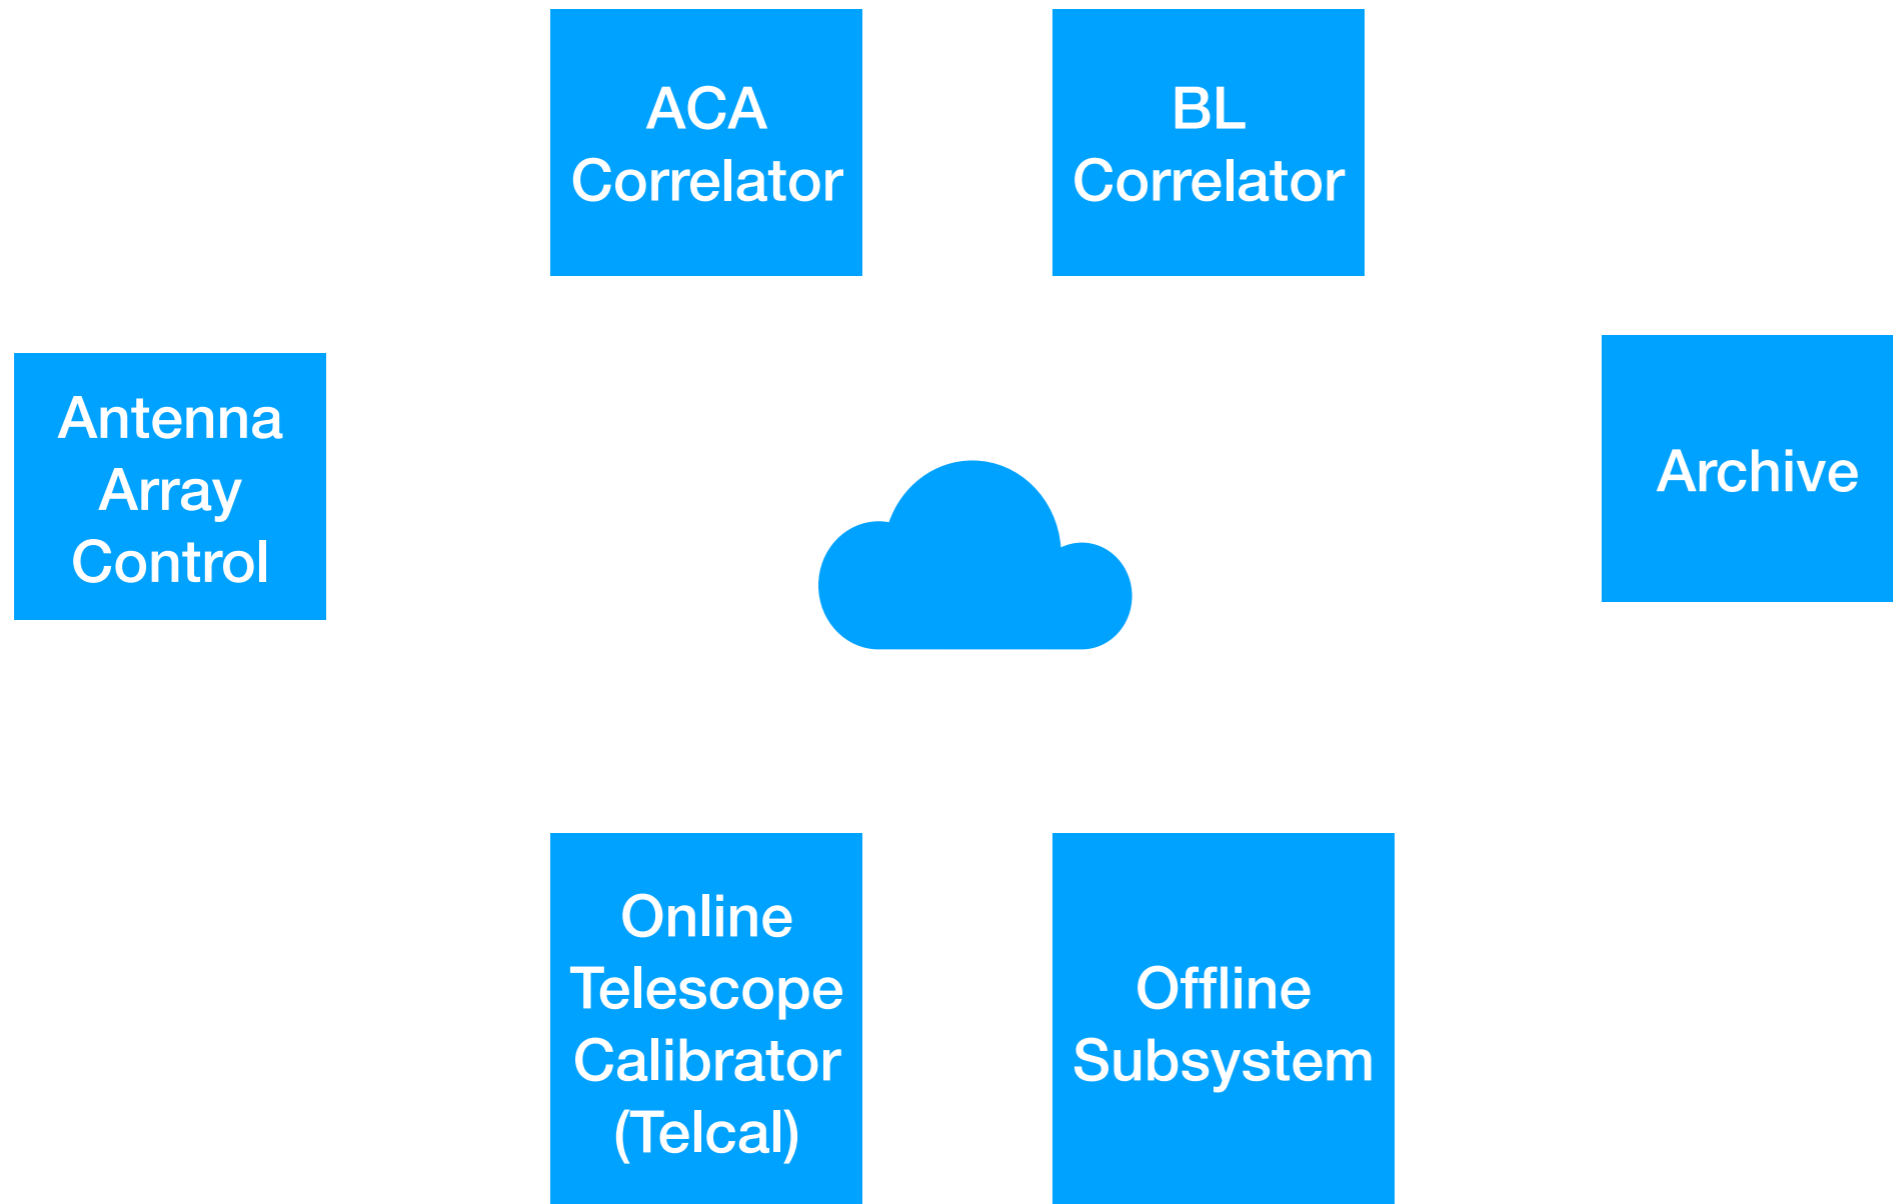 ACA
Correlator
BL
Correlator
Antenna
Array
Control
Archive
Online
Telescope
Calibrator
(Telcal)
Offline
Subsystem